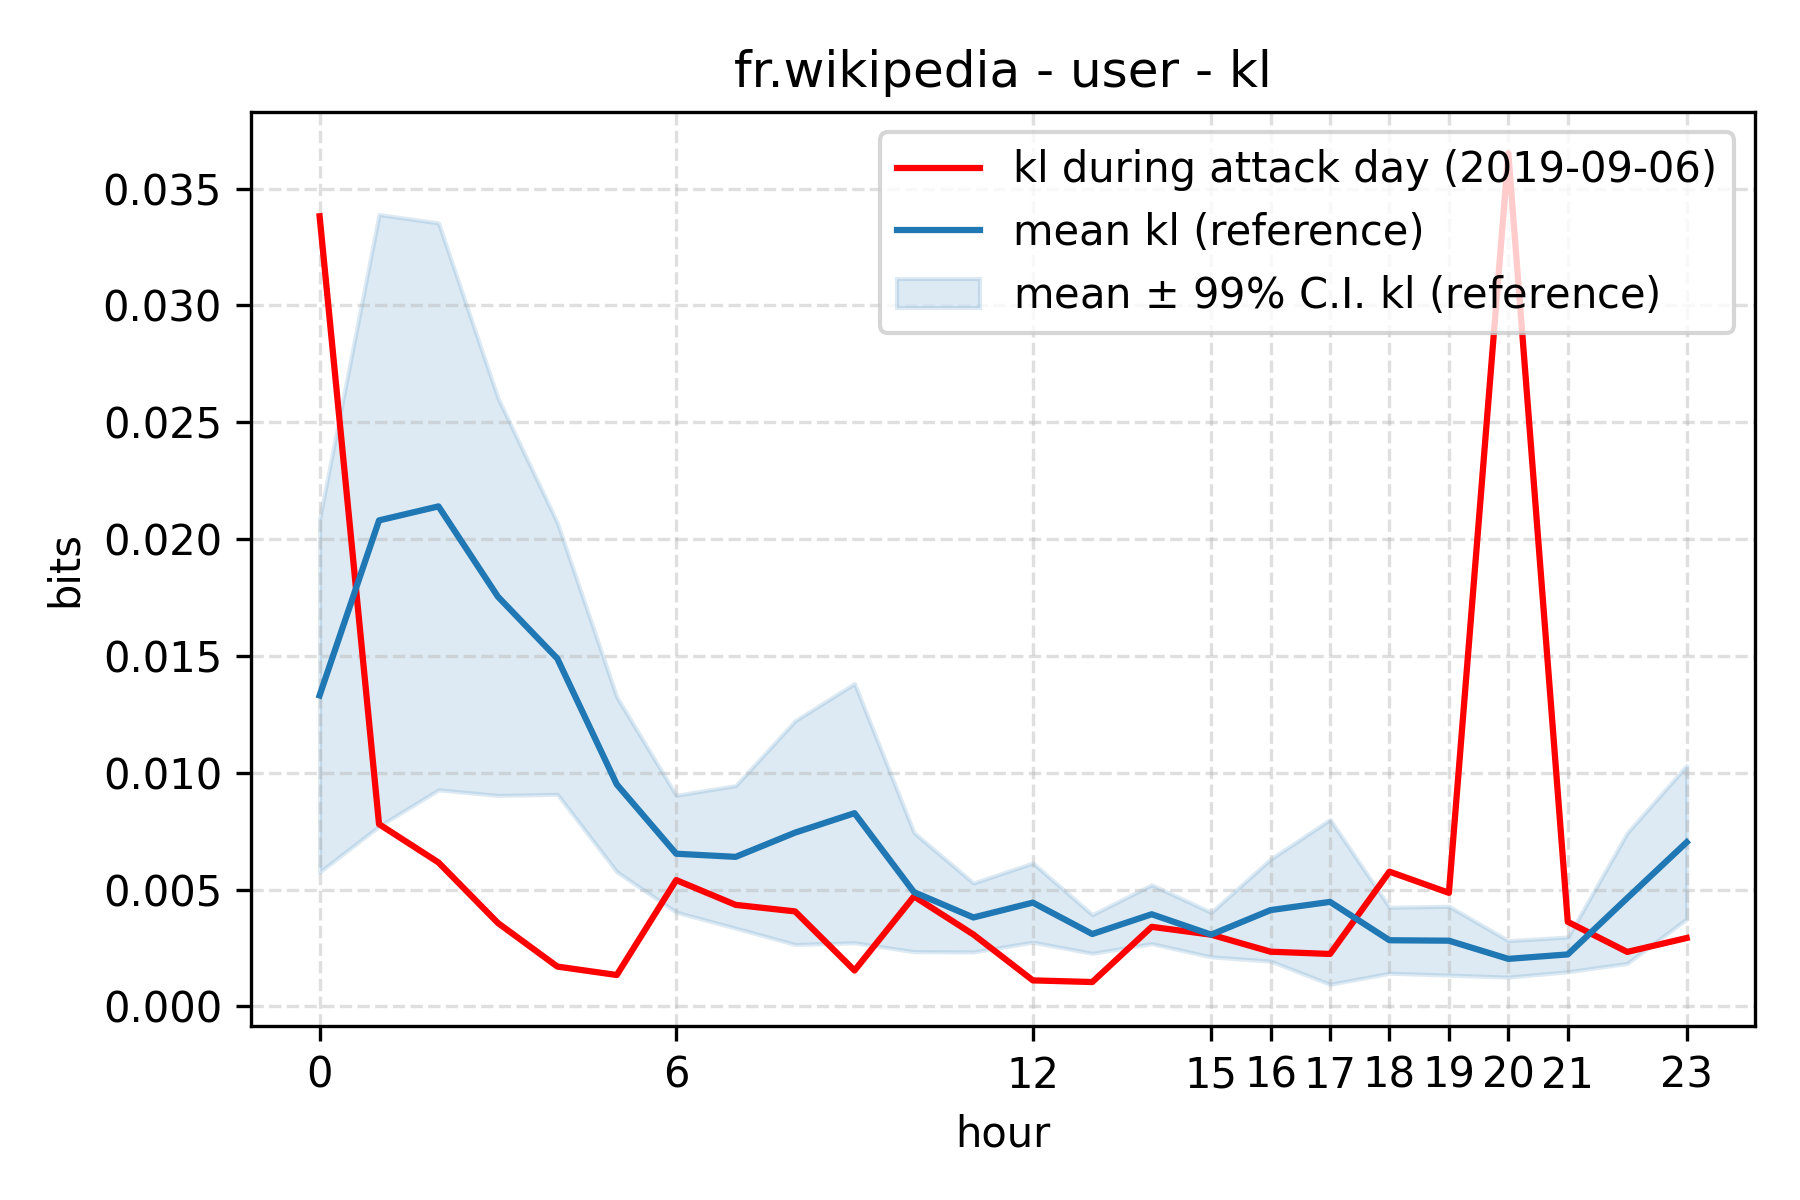 fr.wikipedia - user - kl
kl during attack day (2019-09-06)
mean kl (reference)
mean ± 99% C.I. kl (reference)
bits
0.035
0.030
0.025
0.020
0.015
0.010
0.005
0.000
0 6 12 15 16 17 18 19 20 21 23
hour